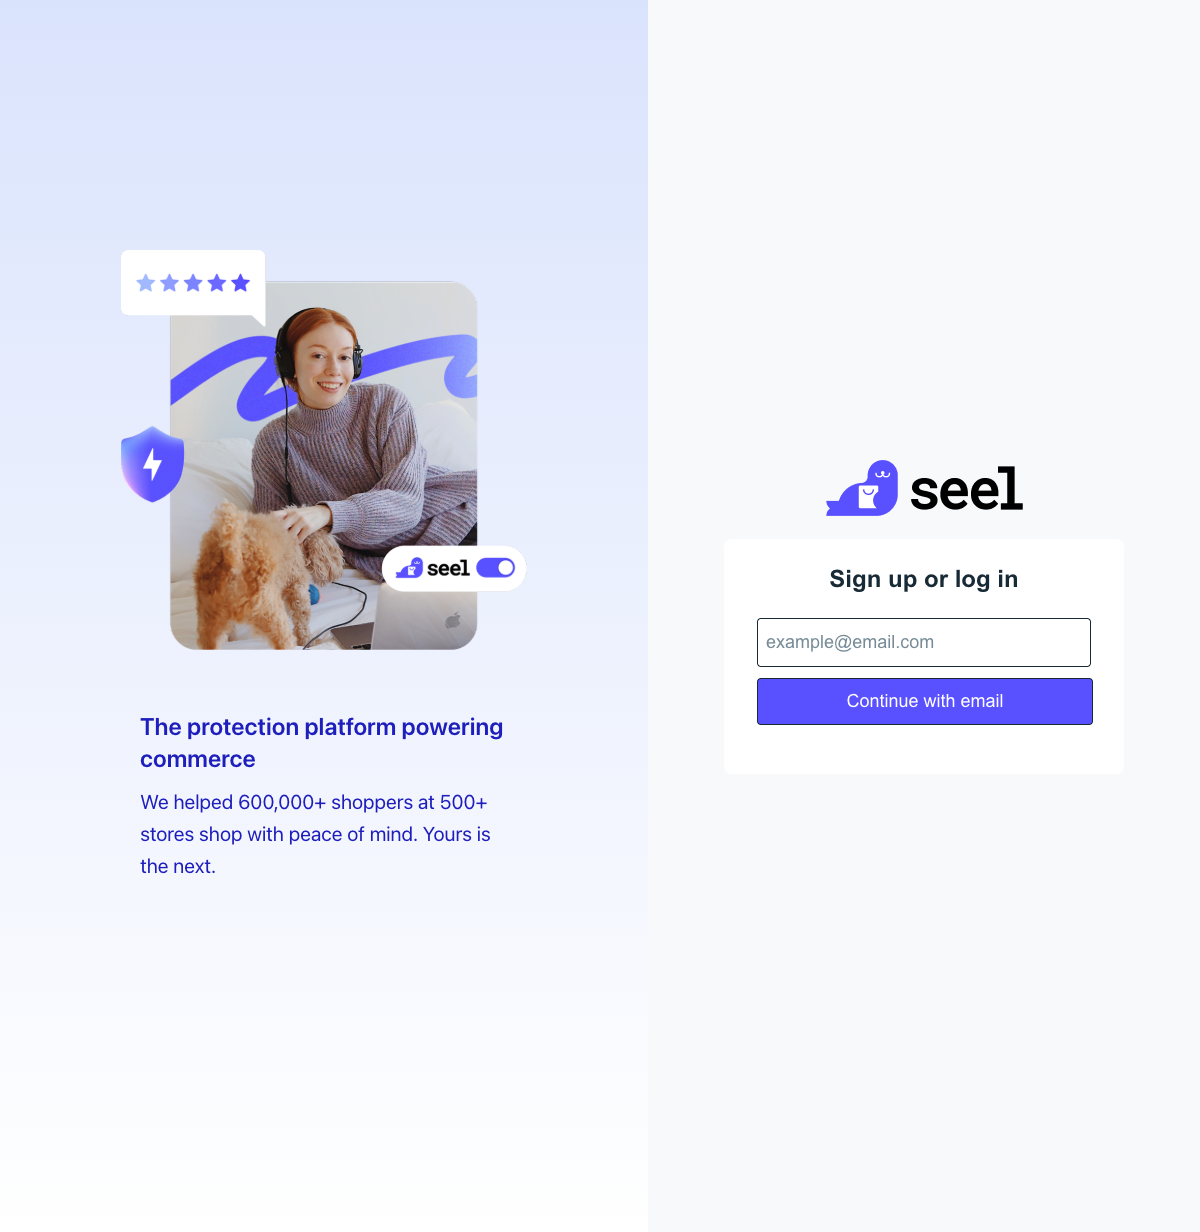 seel
The protection platform powering
commerce
We helped 600,000+ shoppers at 500+
stores shop with peace of mind. Yours is
the next.
seel
Sign up or log in
example@email.com
Continue with email